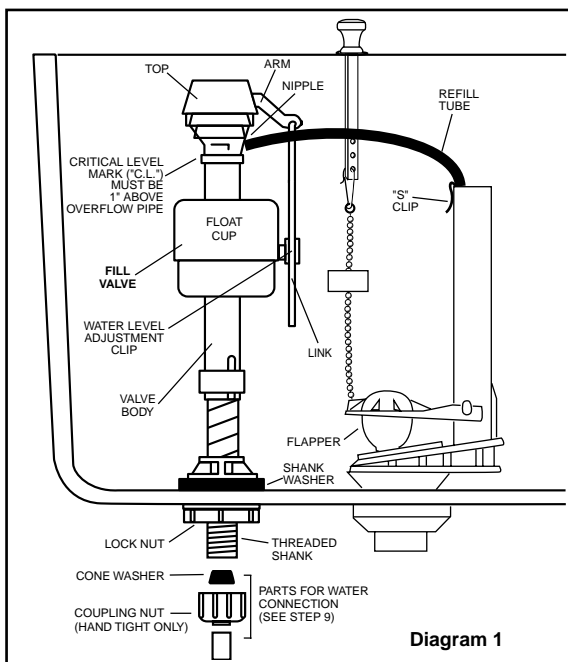 ARM
TOP
NIPPLE
REFILL
TUBE
CRITICAL LEVEL
MARK ("C.L.")
MUST BE
1" ABOVE
OVERFLOW PIPE
"S"
CLIP
FLOAT
CUP
FILL
VALVE
WATER LEVEL
ADJUSTMENT
CLIP
LINK
VALVE
BODY
FLAPPER
SHANK
WASHER
LOCK NUT
THREADED
SHANK
CONE WASHER
PARTS FOR WATER
CONNECTION
(SEE STEP 9)
COUPLING NUT
(HAND TIGHT ONLY)
Diagram 1